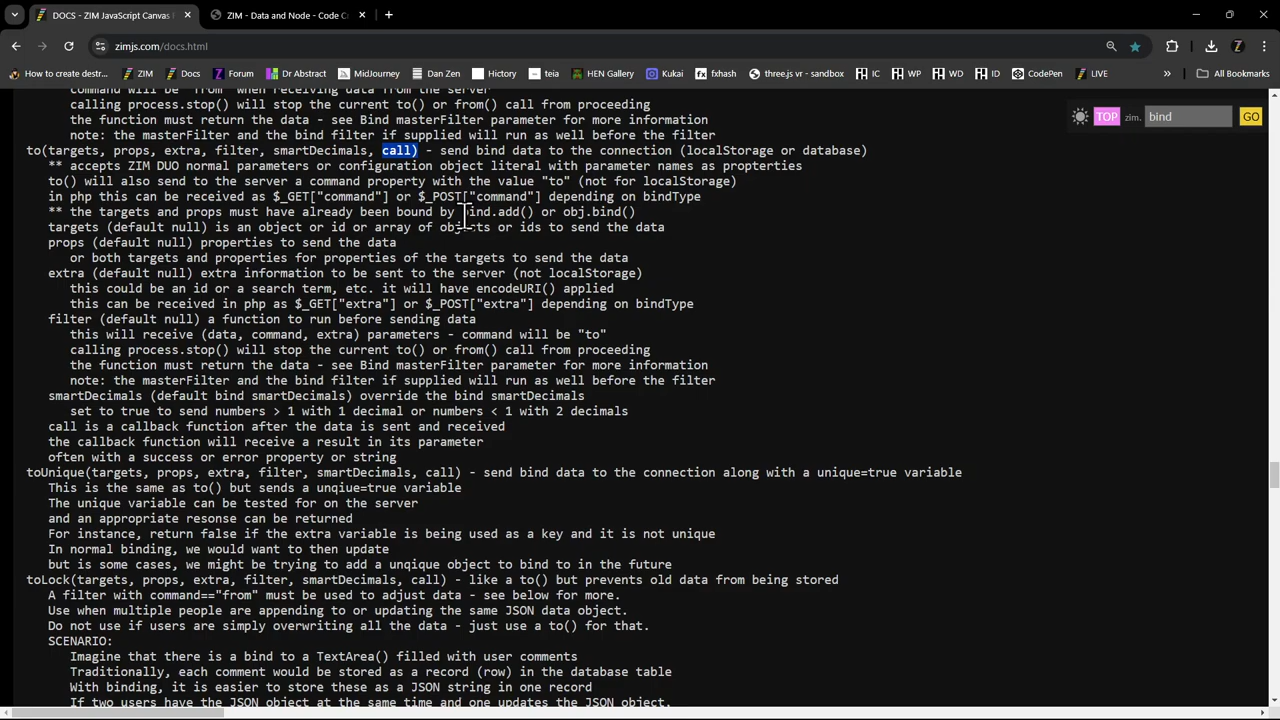 DOCS - ZIM JavaScript Canvas
ZIM - Data and Node - Code C
zimjs.com/docs.html
How to create destr...
ZIM
Docs
Forum
Dr Abstract
MidJourney
Dan Zen
Hictory
teia
HEN Gallery
Kukai
fxhash
three.js vr - sandbox
IC
WP
WD
ID
CodePen
LIVE
»
All Bookmarks
command will be "from" when receiving data from the server
calling process.stop() will stop the current to() or from() call from proceeding
the function must return the data - see Bind masterFilter parameter for more information
note: the masterFilter and the bind filter if supplied will run as well before the filter
TOP
zim.
bind
GO
to(targets, props, extra, filter, smartDecimals, call) - send bind data to the connection (localStorage or database)
** accepts ZIM DUO normal parameters or configuration object literal with parameter names as propterties
to() will also send to the server a command property with the value "to" (not for localStorage)
in php this can be received as $_GET["command"] or $_POST["command"] depending on bindType
** the targets and props must have already been bound by bind.add() or obj.bind()
targets (default null) is an object or id or array of objects or ids to send the data
props (default null) properties to send the data
or both targets and properties for properties of the targets to send the data
extra (default null) extra information to be sent to the server (not localStorage)
this could be an id or a search term, etc. it will have encodeURI() applied
this can be received in php as $_GET["extra"] or $_POST["extra"] depending on bindType
filter (default null) a function to run before sending data
this will receive (data, command, extra) parameters - command will be "to"
calling process.stop() will stop the current to() or from() call from proceeding
the function must return the data - see Bind masterFilter parameter for more information
note: the masterFilter and the bind filter if supplied will run as well before the filter
smartDecimals (default bind smartDecimals) override the bind smartDecimals
set to true to send numbers > 1 with 1 decimal or numbers < 1 with 2 decimals
call is a callback function after the data is sent and received
the callback function will receive a result in its parameter
often with a success or error property or string
toUnique(targets, props, extra, filter, smartDecimals, call) - send bind data to the connection along with a unique=true variable
This is the same as to() but sends a unqiue=true variable
The unique variable can be tested for on the server
and an appropriate resonse can be returned
For instance, return false if the extra variable is being used as a key and it is not unique
In normal binding, we would want to then update
but is some cases, we might be trying to add a unqique object to bind to in the future
toLock(targets, props, extra, filter, smartDecimals, call) - like a to() but prevents old data from being stored
A filter with command=="from" must be used to adjust data - see below for more.
Use when multiple people are appending to or updating the same JSON data object.
Do not use if users are simply overwriting all the data - just use a to() for that.
SCENARIO:
Imagine that there is a bind to a TextArea() filled with user comments
Traditionally, each comment would be stored as a record (row) in the database table
With binding, it is easier to store these as a JSON string in one record
If two users have the JSON object at the same time and one updates the JSON object.